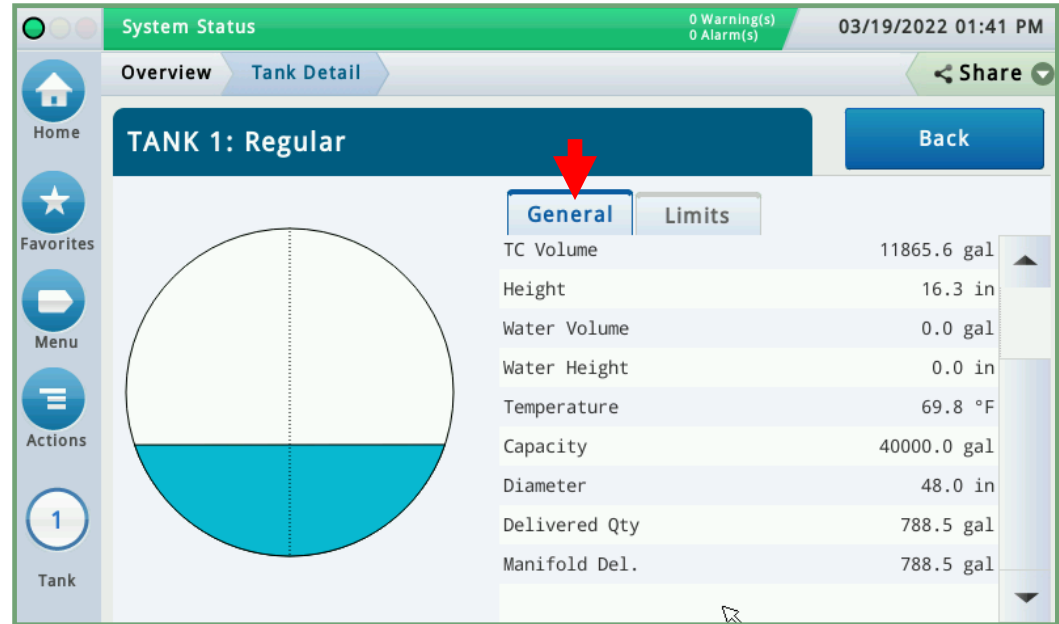 System Status
0 Warning(s)
0 Alarm(s)
03/19/2022 01:41 PM
Overview Tank Detail Share
Home
TANK 1: Regular Back
Favorites
General Limits
TC Volume 11865.6 gal
Height 16.3 in
Water Volume 0.0 gal
Menu
Water Height 0.0 in
Temperature 69.8 °F
Actions
Capacity 40000.0 gal
Diameter 48.0 in
1
Delivered Qty 788.5 gal
Manifold Del. 788.5 gal
Tank